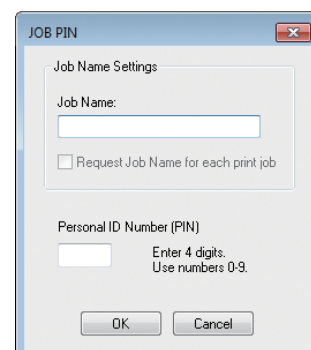 JOB PIN
Job Name Settings
Job Name:
Request Job Name for each print job
Personal ID Number (PIN)
Enter 4 digits.
Use numbers 0-9.
OK
Cancel